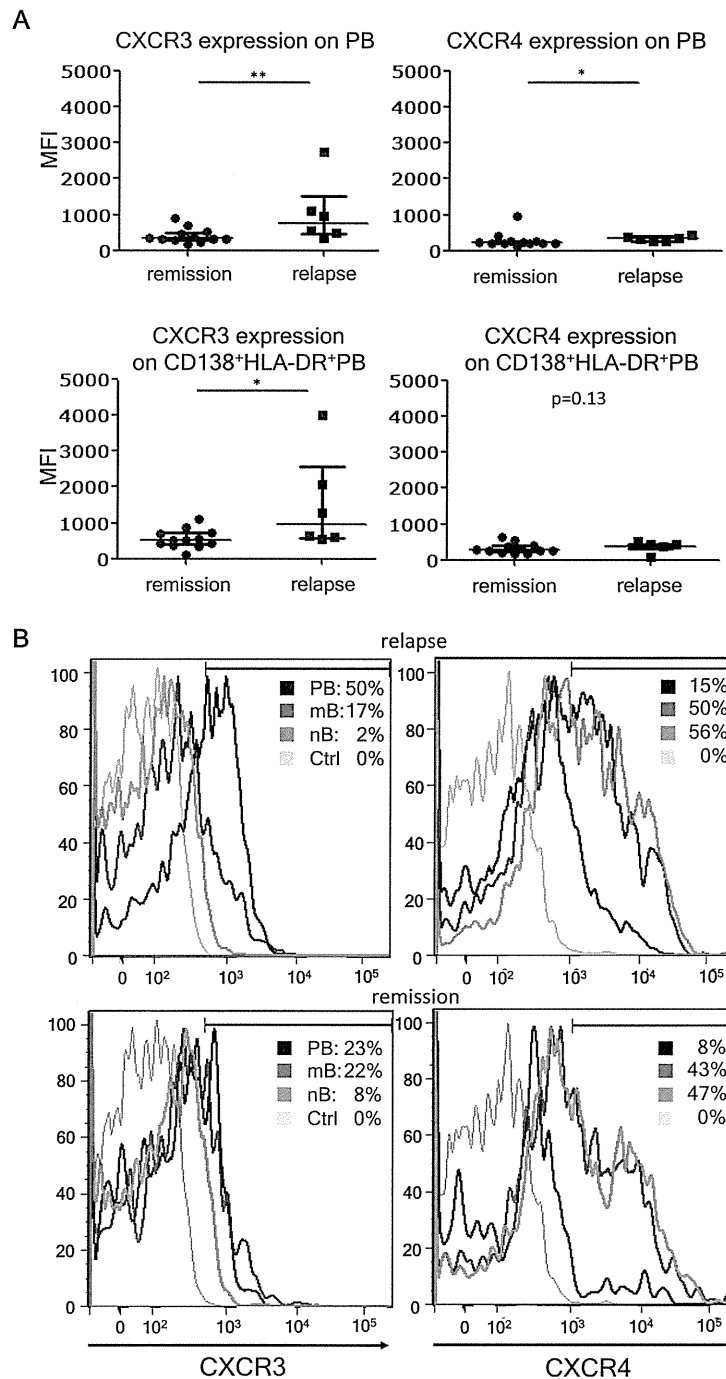 A
CXCR3 expression on PB
CXCR4 expression on PB
5000
4000
3000
2000
1000
0
MFI
**
remission
relapse
5000
4000
3000
2000
1000
0
*
remission
relapse
CXCR3 expression
on CD138+HLA-DR+PB
CXCR4 expression
on CD138+HLA-DR+PB
5000
4000
3000
2000
1000
0
MFI
*
remission
relapse
5000
4000
3000
2000
1000
0
p=0.13
remission
relapse
B
relapse
100
80
60
40
20
0
PB: 50%
mB: 17%
nB: 2%
Ctrl 0%
0 10² 10³ 10⁴ 10⁵
100
80
60
40
20
0
15%
50%
56%
0%
0 10² 10³ 10⁴ 10⁵
remission
100
80
60
40
20
0
PB: 23%
mB: 22%
nB: 8%
Ctrl 0%
0 10² 10³ 10⁴ 10⁵
100
80
60
40
20
0
8%
43%
47%
0%
0 10² 10³ 10⁴ 10⁵
CXCR3
CXCR4